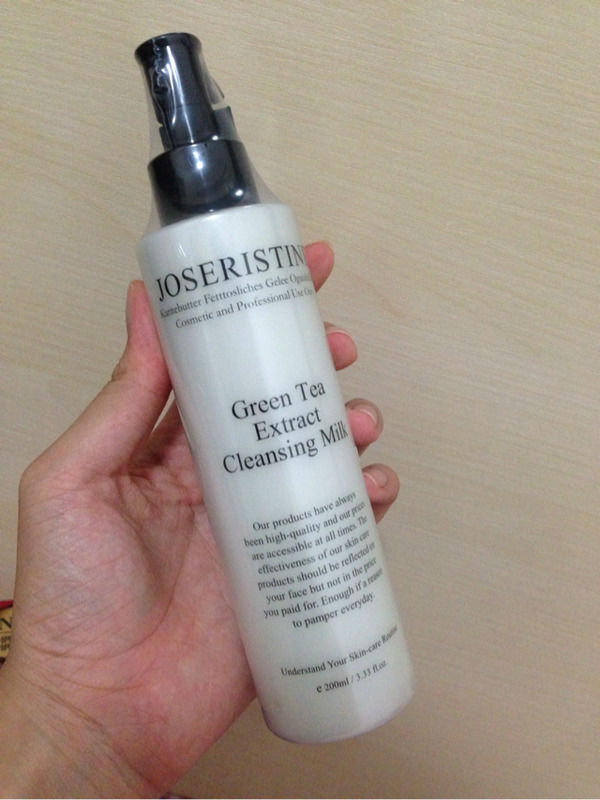 JOSERISTIN
Karitebutter Fetttosliches Gelee
Cosmetic and Professional Use
Green Tea
Extract
Cleansing Milk
Our products have always
been high-quality and our prices
are accessible at all times. The
effectiveness of our skin care
products should be reflected on
your face but not in the price
you paid for. Enough if a reason
to pamper everyday.
Understand Your Skin-care Routine
e 200ml / 3.33 fl.oz.